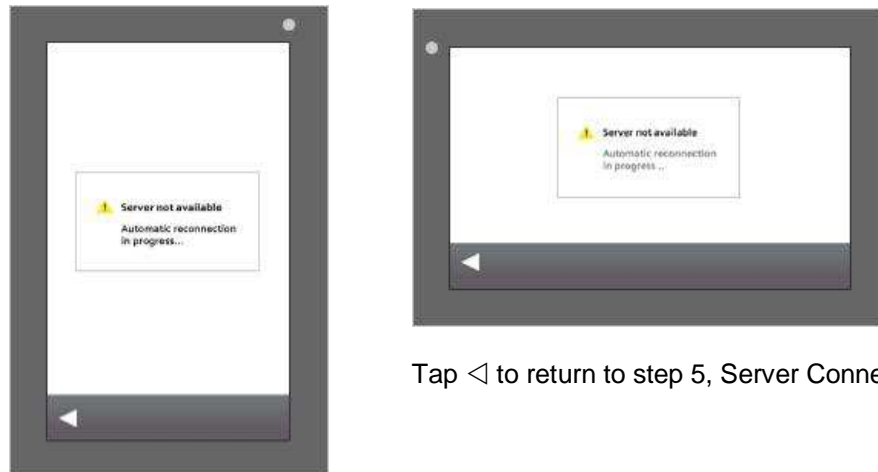 Server not available
Automatic reconnection
in progress...
Server not available
Automatic reconnection
in progress ..
Tap ◁ to return to step 5, Server Conne